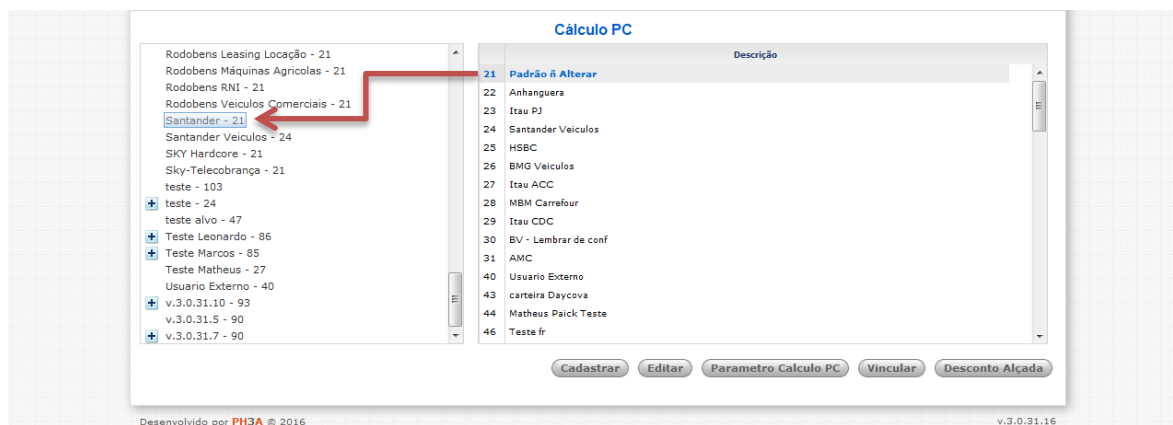 Cálculo PC
Rodobens Leasing Locação - 21
Rodobens Máquinas Agricolas - 21
Rodobens RNI - 21
Rodobens Veiculos Comerciais - 21
Santander - 21
Santander Veiculos - 24
SKY Hardcore - 21
Sky-Telecobrança - 21
teste - 103
teste - 24
teste alvo - 47
Teste Leonardo - 86
Teste Marcos - 85
Teste Matheus - 27
Usuario Externo - 40
v.3.0.31.10 - 93
v.3.0.31.5 - 90
v.3.0.31.7 - 90
Descrição
21 Padrão ñ Alterar
22 Anhanguera
23 Itau PJ
24 Santander Veiculos
25 HSBC
26 BMG Veiculos
27 Itau ACC
28 MBM Carrefour
29 Itau CDC
30 BV - Lembrar de conf
31 AMC
40 Usuario Externo
43 carteira Daycova
44 Matheus Paick Teste
46 Teste fr
Cadastrar Editar Parametro Calculo PC Vincular Desconto Alçada
Desenvolvido por PH3A © 2016 v.3.0.31.16